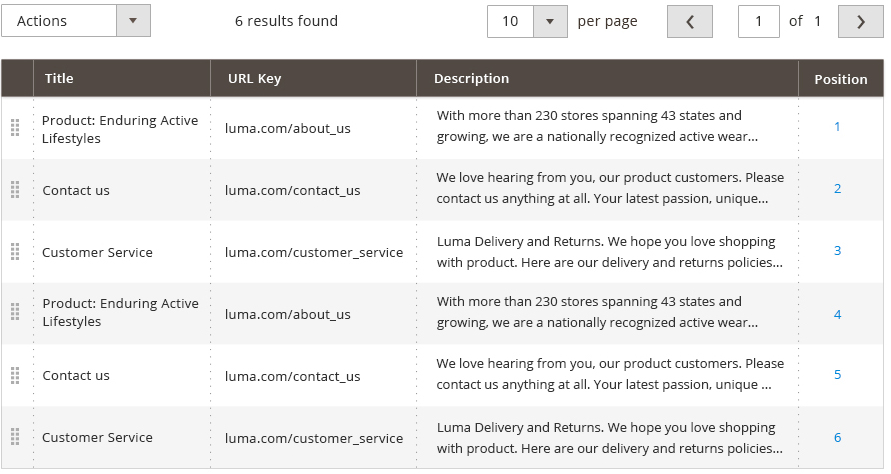 Actions 6 results found 10 per page 1 of 1
Title URL Key Description Position
Product: Enduring Active
Lifestyles
luma.com/about_us
With more than 230 stores spanning 43 states and
growing, we are a nationally recognized active wear...
1
Contact us
luma.com/contact_us
We love hearing from you, our product customers. Please
contact us anything at all. Your latest passion, unique...
2
Customer Service
luma.com/customer_service
Luma Delivery and Returns. We hope you love shopping
with product. Here are our delivery and returns policies...
3
Product: Enduring Active
Lifestyles
luma.com/about_us
With more than 230 stores spanning 43 states and
growing, we are a nationally recognized active wear...
4
Contact us
luma.com/contact_us
We love hearing from you, our product customers. Please
contact us anything at all. Your latest passion, unique ...
5
Customer Service
luma.com/customer_service
Luma Delivery and Returns. We hope you love shopping
with product. Here are our delivery and returns policies...
6